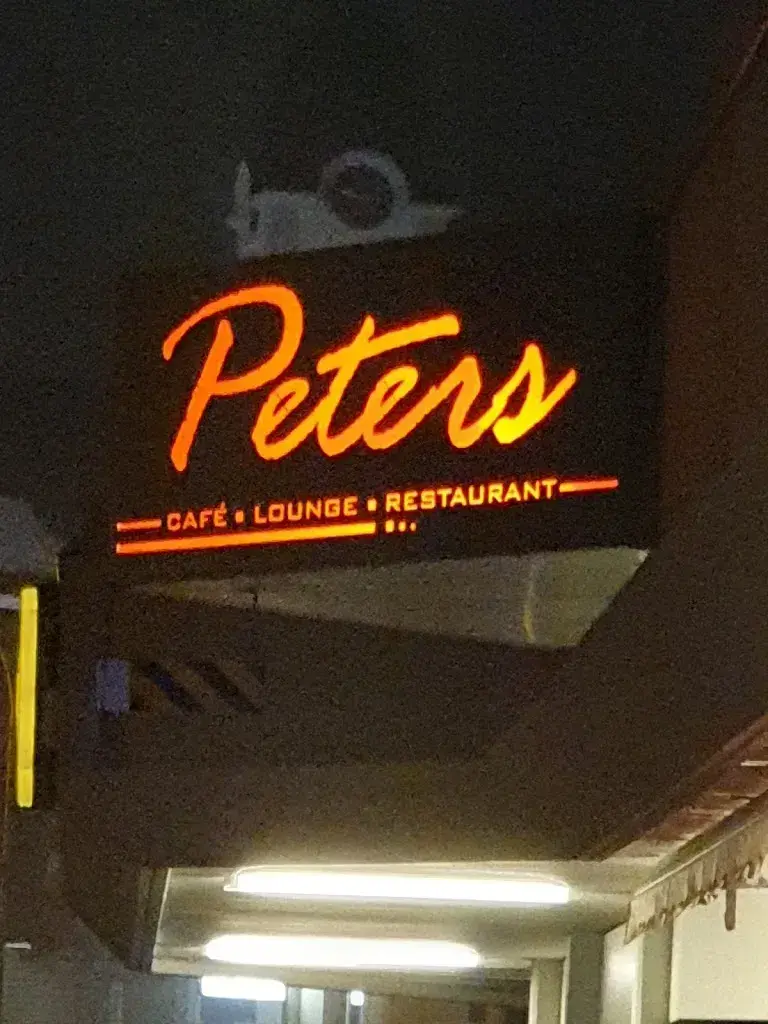 Peters
CAFÉ ▪ LOUNGE ▪ RESTAURANT